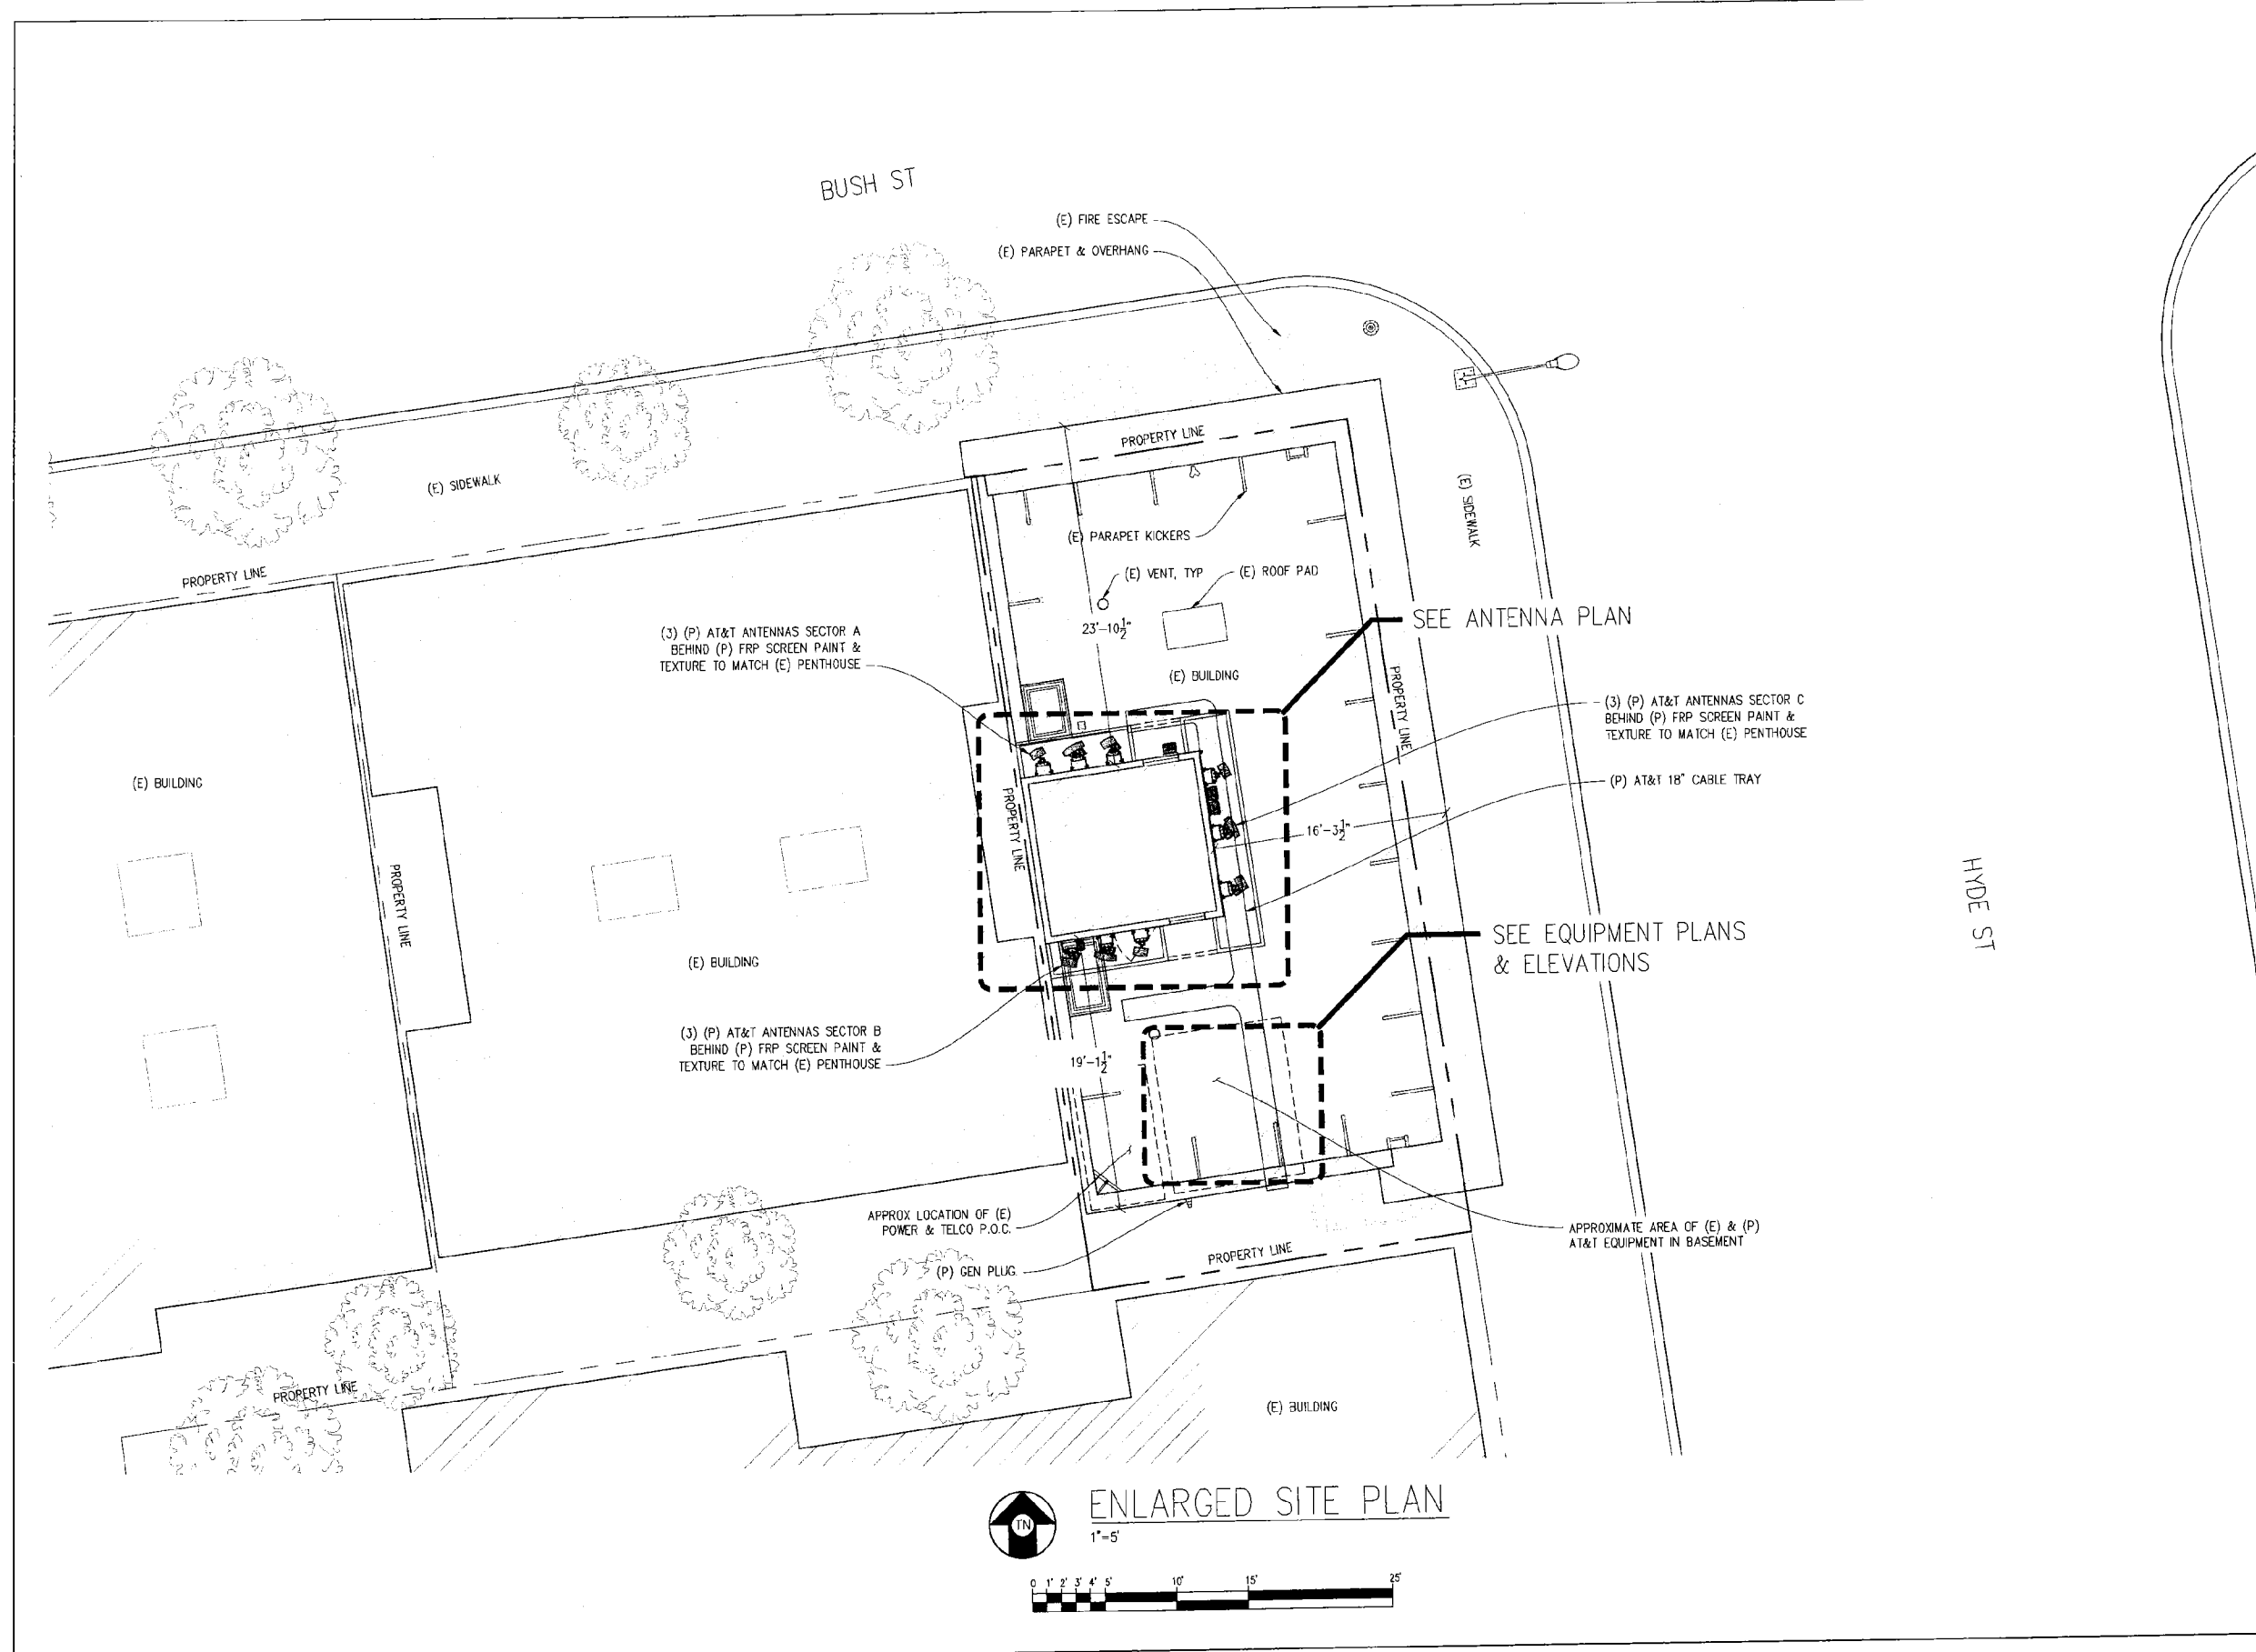 BUSH ST
(E) FIRE ESCAPE
(E) PARAPET & OVERHANG
PROPERTY LINE
(E) SIDEWALK
(E) SIDEWALK
(E) PARAPET KICKERS
PROPERTY LINE
(E) VENT, TYP
(E) ROOF PAD
SEE ANTENNA PLAN
23'-10 1/2"
(3) (P) AT&T ANTENNAS SECTOR A
BEHIND (P) FRP SCREEN PAINT &
TEXTURE TO MATCH (E) PENTHOUSE
(E) BUILDING
PROPERTY LINE
(3) (P) AT&T ANTENNAS SECTOR C
BEHIND (P) FRP SCREEN PAINT &
TEXTURE TO MATCH (E) PENTHOUSE
(E) BUILDING
(P) AT&T 18" CABLE TRAY
PROPERTY LINE
16'-3 1/2"
PROPERTY LINE
HYDE ST
SEE EQUIPMENT PLANS
& ELEVATIONS
(E) BUILDING
(3) (P) AT&T ANTENNAS SECTOR B
BEHIND (P) FRP SCREEN PAINT &
TEXTURE TO MATCH (E) PENTHOUSE
19'-1 1/2"
APPROX LOCATION OF (E)
POWER & TELCO P.O.C.
APPROXIMATE AREA OF (E) & (P)
AT&T EQUIPMENT IN BASEMENT
PROPERTY LINE
(P) GEN PLUG
PROPERTY LINE
(E) BUILDING
TN
ENLARGED SITE PLAN
1"=5'
0 1' 2' 3' 4' 5' 10' 15' 25'